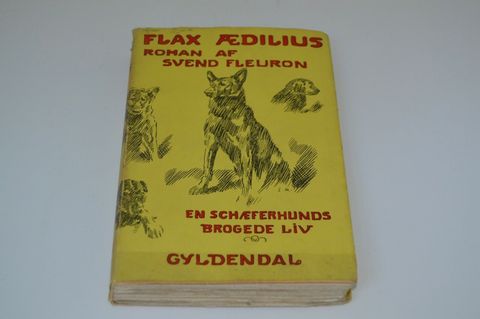 FLAX ÆDILIUS
ROMAN AF
SVEND FLEURON
EN SCHÆFERHUNDS
BROGEDE LIV
GYLDENDAL